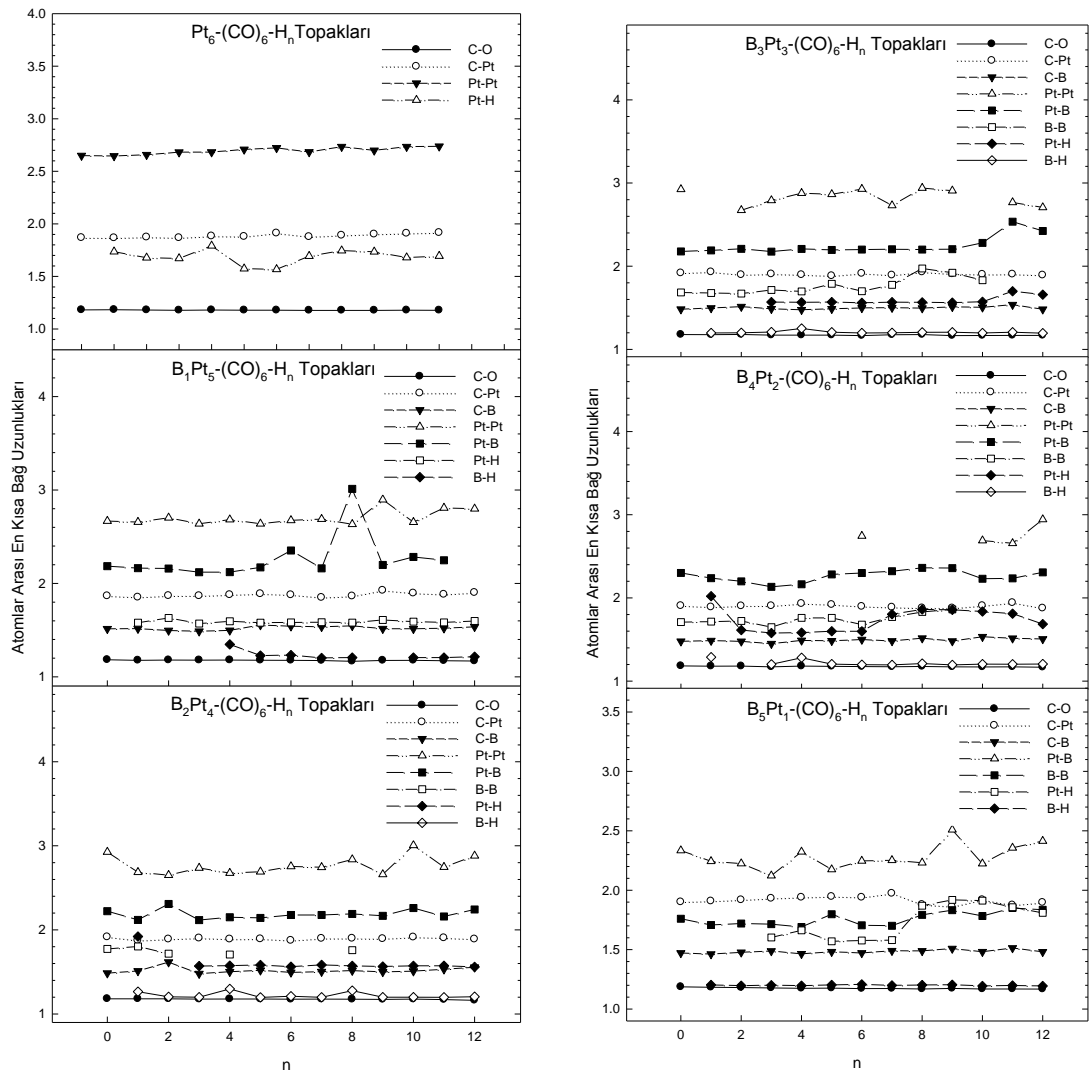 Atomlar Arası En Kısa Bağ Uzunlukları
Pt6-(CO)6-Hn Topakları
C-O
C-Pt
Pt-Pt
Pt-H
4.0
3.5
3.0
2.5
2.0
1.5
1.0
B1Pt5-(CO)6-Hn Topakları
C-O
C-Pt
C-B
Pt-Pt
Pt-B
Pt-H
B-H
4
3
2
1
B2Pt4-(CO)6-Hn Topakları
C-O
C-Pt
C-B
Pt-Pt
Pt-B
B-B
Pt-H
B-H
4
3
2
1
0 2 4 6 8 10 12
n
Atomlar Arası En Kısa Bağ Uzunlukları
B3Pt3-(CO)6-Hn Topakları
C-O
C-Pt
C-B
Pt-Pt
Pt-B
B-B
Pt-H
B-H
4
3
2
1
B4Pt2-(CO)6-Hn Topakları
C-O
C-Pt
C-B
Pt-Pt
Pt-B
B-B
Pt-H
B-H
4
3
2
1
B5Pt1-(CO)6-Hn Topakları
C-O
C-Pt
C-B
Pt-B
B-B
Pt-H
B-H
3.5
3.0
2.5
2.0
1.5
1.0
0 2 4 6 8 10 12
n